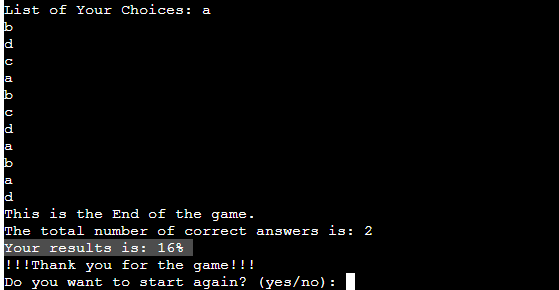 List of Your Choices: a
b
d
c
a
b
c
d
a
b
a
d
This is the End of the game.
The total number of correct answers is: 2
Your results is: 16%
!!!Thank you for the game!!!
Do you want to start again? (yes/no):